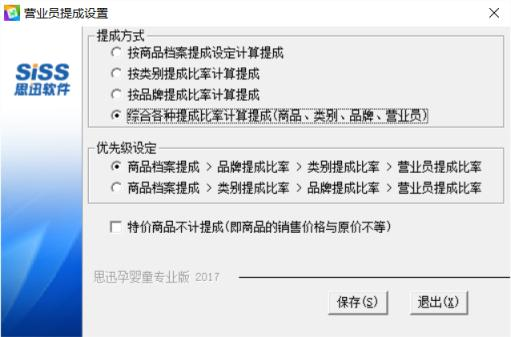 营业员提成设置
SiSS
思迅软件
提成方式
按商品档案提成设定计算提成
按类别提成比率计算提成
按品牌提成比率计算提成
综合各种提成比率计算提成(商品、类别、品牌、营业员)
优先级设定
商品档案提成 > 品牌提成比率 > 类别提成比率 > 营业员提成比率
商品档案提成 > 类别提成比率 > 品牌提成比率 > 营业员提成比率
特价商品不计提成(即商品的销售价格与原价不等)
思迅孕婴童专业版 2017
保存(S) 退出(X)